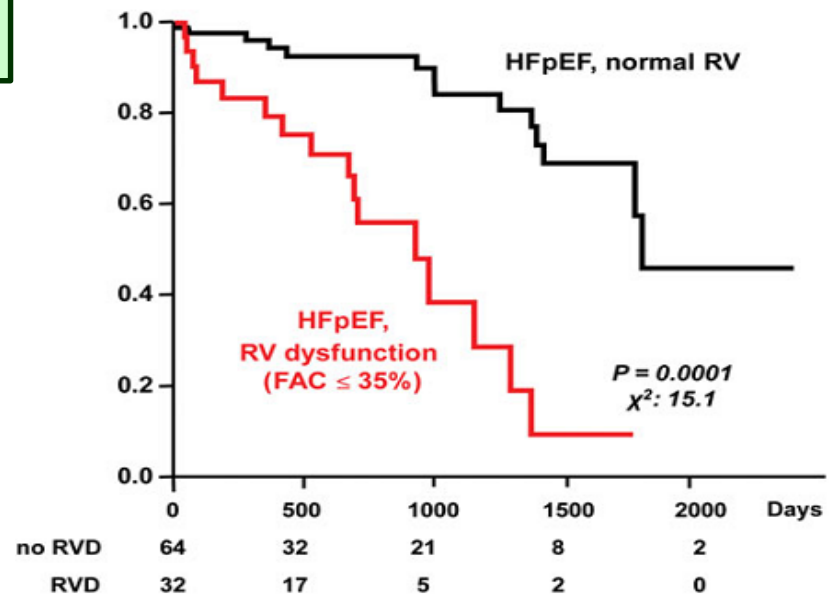 1.0
HFpEF, normal RV
0.8
0.6
0.4
HFpEF,
RV dysfunction
(FAC ≤ 35%)
P = 0.0001
χ²: 15.1
0.2
0.0
0 500 1000 1500 2000 Days
no RVD 64 32 21 8 2
RVD 32 17 5 2 0